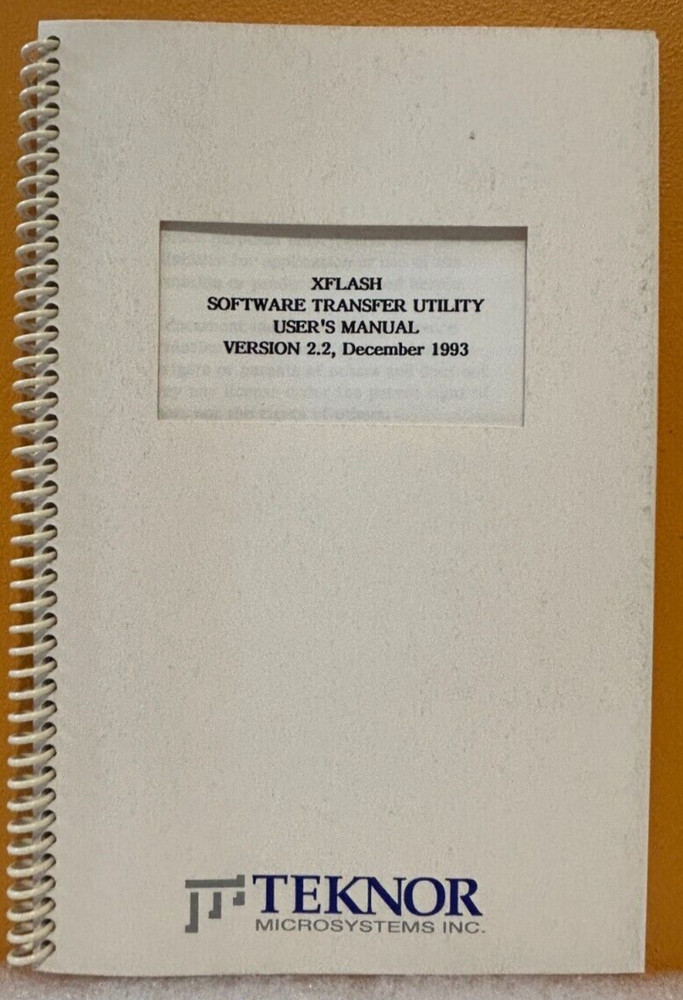 XFLASH
SOFTWARE TRANSFER UTILITY
USER'S MANUAL
VERSION 2.2, December 1993
TEKNOR
MICROSYSTEMS INC.